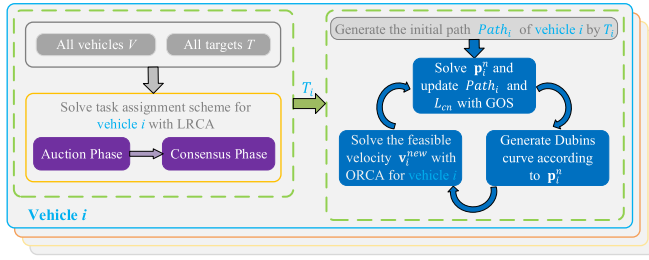 All vehicles V
All targets T
Solve task assignment scheme for
vehicle i with LRCA
Auction Phase
Consensus Phase
Vehicle i
T_i
Generate the initial path Path_i of vehicle i by T_i
Solve p_i^n and
update Path_i and
L_cn with GOS
Generate Dubins
curve according
to p_i^n
Solve the feasible
velocity v_i^new with
ORCA for vehicle i